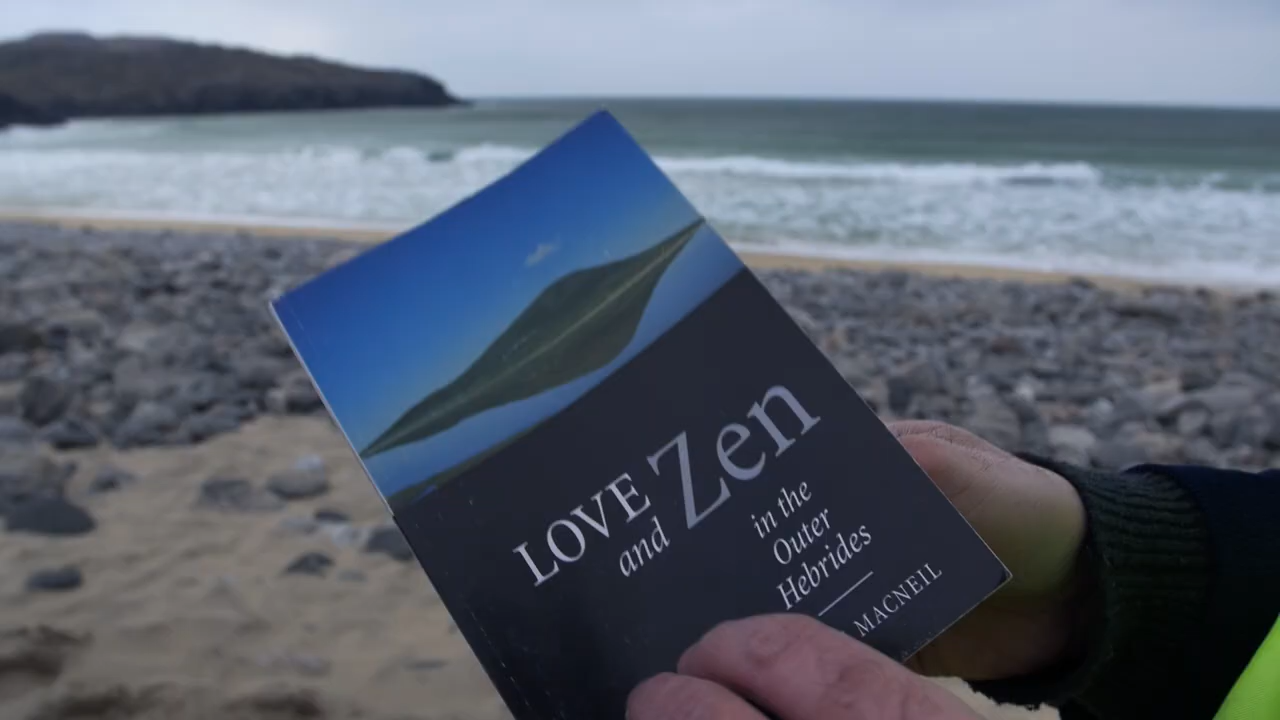 LOVE
and Zen
in the
Outer
Hebrides
MACNEIL